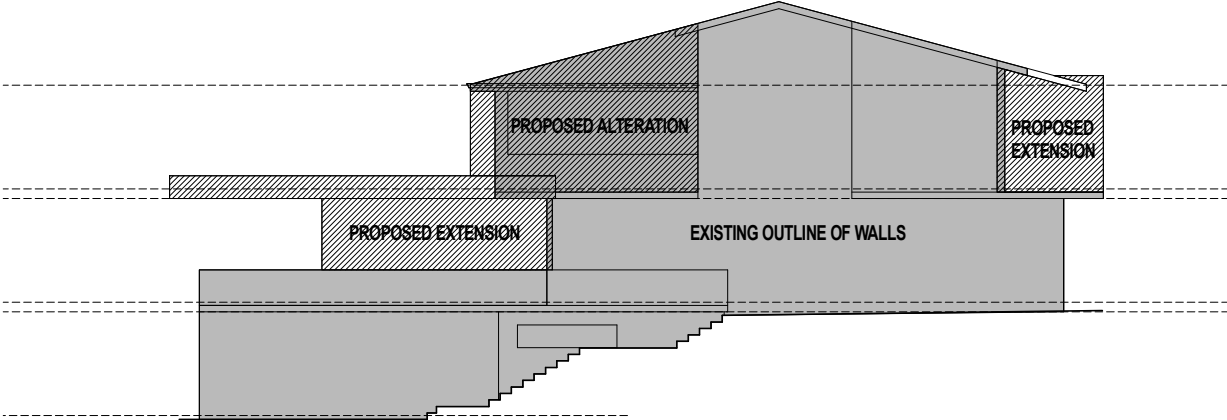 PROPOSED ALTERATION
PROPOSED
EXTENSION
PROPOSED EXTENSION
EXISTING OUTLINE OF WALLS